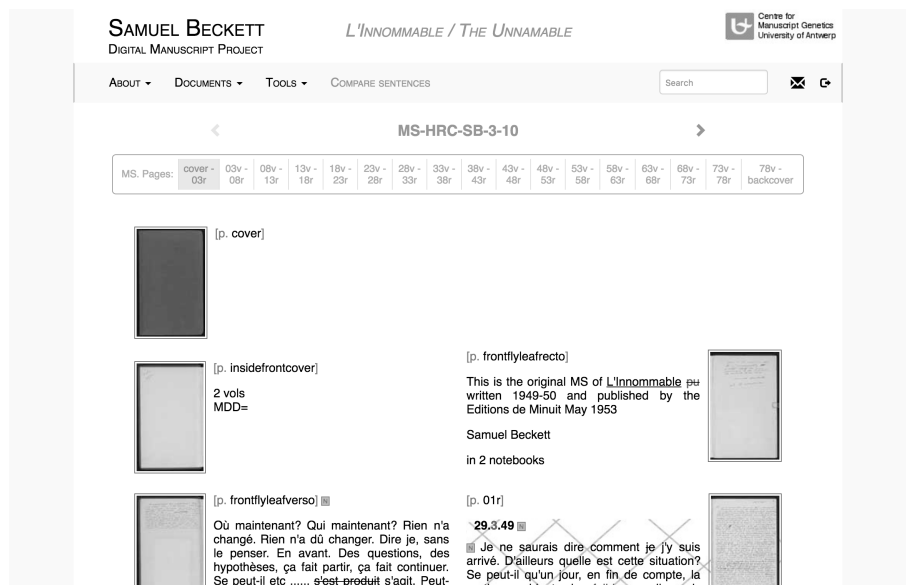 SAMUEL BECKETT
DIGITAL MANUSCRIPT PROJECT
L'INNOMMABLE / THE UNNAMABLE
Centre for
Manuscript Genetics
University of Antwerp
ABOUT
DOCUMENTS
TOOLS
COMPARE SENTENCES
Search
MS-HRC-SB-3-10
MS. Pages:
cover - 03r
03v - 08r
08v - 13r
13v - 18r
18v - 23r
23v - 28r
28v - 33r
33v - 38r
38v - 43r
43v - 48r
48v - 53r
53v - 58r
58v - 63r
63v - 68r
68v - 73r
73v - 78r
78v - backcover
[p. cover]
[p. insidefrontcover]
2 vols
MDD=
[p. frontflyleafrecto]
This is the original MS of L'Innommable pu
written 1949-50 and published by the
Editions de Minuit May 1953
Samuel Beckett
in 2 notebooks
[p. frontflyleafverso] N
Où maintenant? Qui maintenant? Rien n'a
changé. Rien n'a dû changer. Dire je, sans
le penser. En avant. Des questions, des
hypothèses, ça fait partir, ça fait continuer.
Se peut-il etc ...... s'est produit s'agit. Peut-
[p. 01r]
29.3.49 N
N Je ne saurais dire comment je j'y suis
arrivé. D'ailleurs quelle est cette situation?
Se peut-il qu'un jour, en fin de compte, la